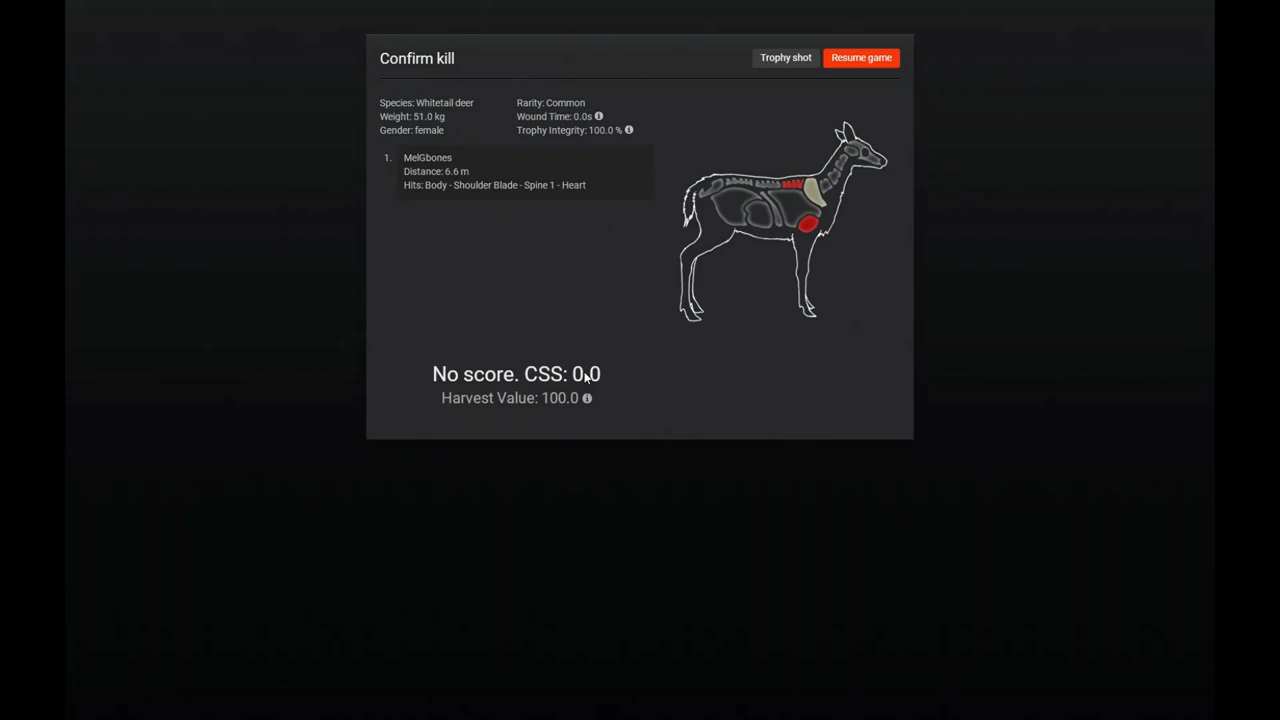 Confirm kill
Trophy shot
Resume game
Species: Whitetail deer
Weight: 51.0 kg
Gender: female
Rarity: Common
Wound Time: 0.0s
Trophy Integrity: 100.0 %
1.
MelGbones
Distance: 6.6 m
Hits: Body - Shoulder Blade - Spine 1 - Heart
No score. CSS: 0.0
Harvest Value: 100.0